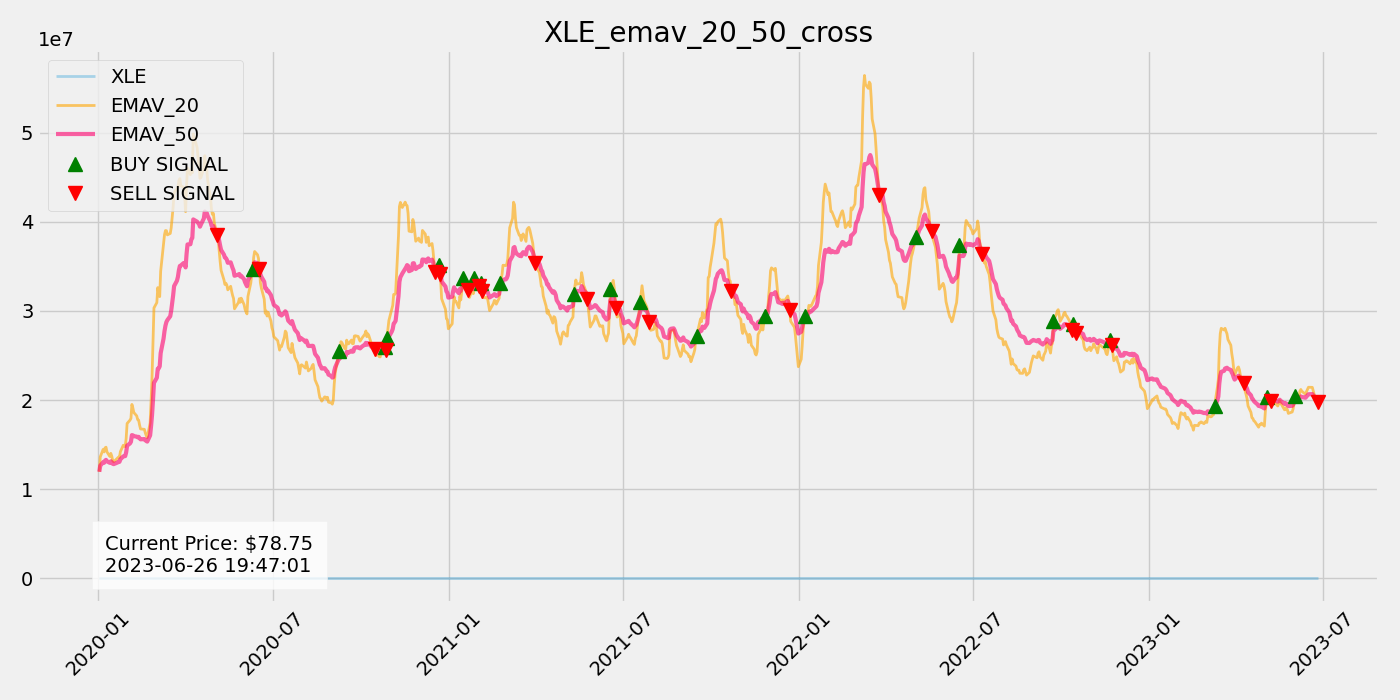 XLE_emav_20_50_cross
1e7
XLE
EMAV_20
EMAV_50
BUY SIGNAL
SELL SIGNAL
5
4
3
2
1
0
Current Price: $78.75
2023-06-26 19:47:01
2020-01
2020-07
2021-01
2021-07
2022-01
2022-07
2023-01
2023-07